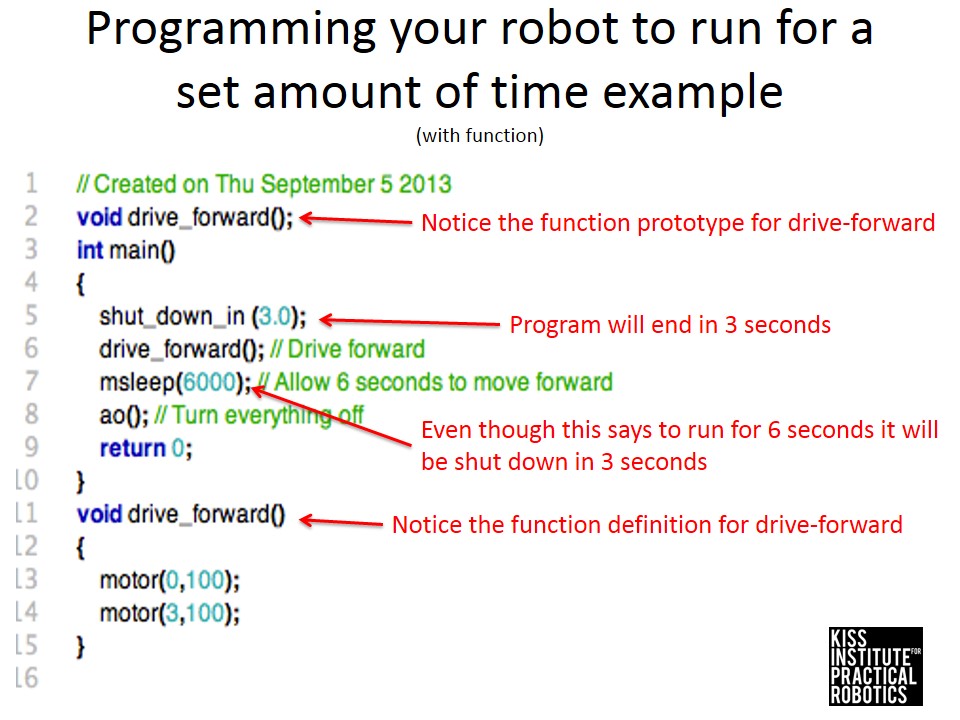 Programming your robot to run for a
set amount of time example
(with function)
1 // Created on Thu September 5 2013
2 void drive_forward();
Notice the function prototype for drive-forward
3 int main()
4 {
5 shut_down_in (3.0);
Program will end in 3 seconds
6 drive_forward(); // Drive forward
7 msleep(6000); // Allow 6 seconds to move forward
8 ao(); // Turn everything off
Even though this says to run for 6 seconds it will
be shut down in 3 seconds
9 return 0;
10 }
11 void drive_forward()
Notice the function definition for drive-forward
12 {
13 motor(0,100);
14 motor(3,100);
15 }
16
KISS
INSTITUTE FOR
PRACTICAL
ROBOTICS